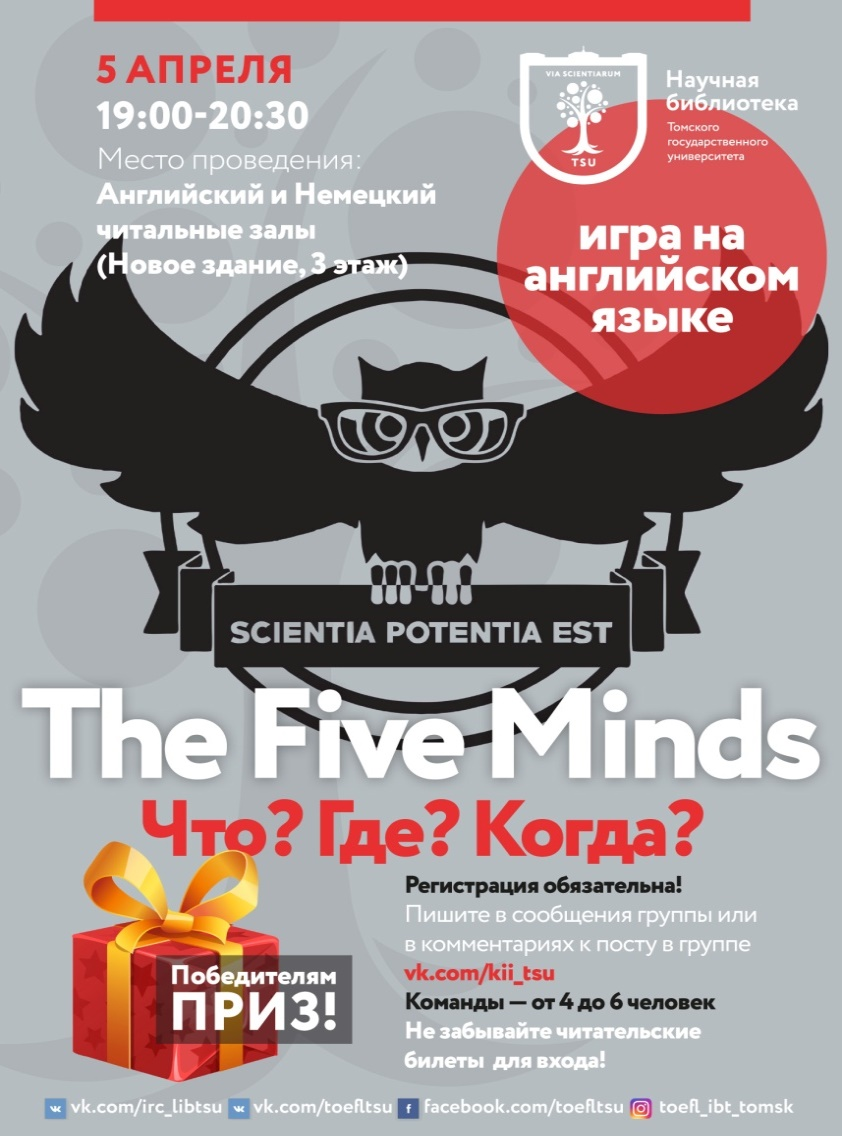 5 АПРЕЛЯ
19:00-20:30
Место проведения:
Английский и Немецкий
читальные залы
(Новое здание, 3 этаж)
VIA SCIENTIARUM
TSU
Научная
библиотека
Томского
государственного
университета
игра на
английском
языке
SCIENTIA POTENTIA EST
The Five Minds
Что? Где? Когда?
Регистрация обязательна!
Пишите в сообщения группы или
в комментариях к посту в группе
vk.com/kii_tsu
Команды — от 4 до 6 человек
Не забывайте читательские
билеты для входа!
Победителям
ПРИЗ!
vk.com/irc_libtsu vk.com/toefltsu facebook.com/toefltsu toefl_ibt_tomsk